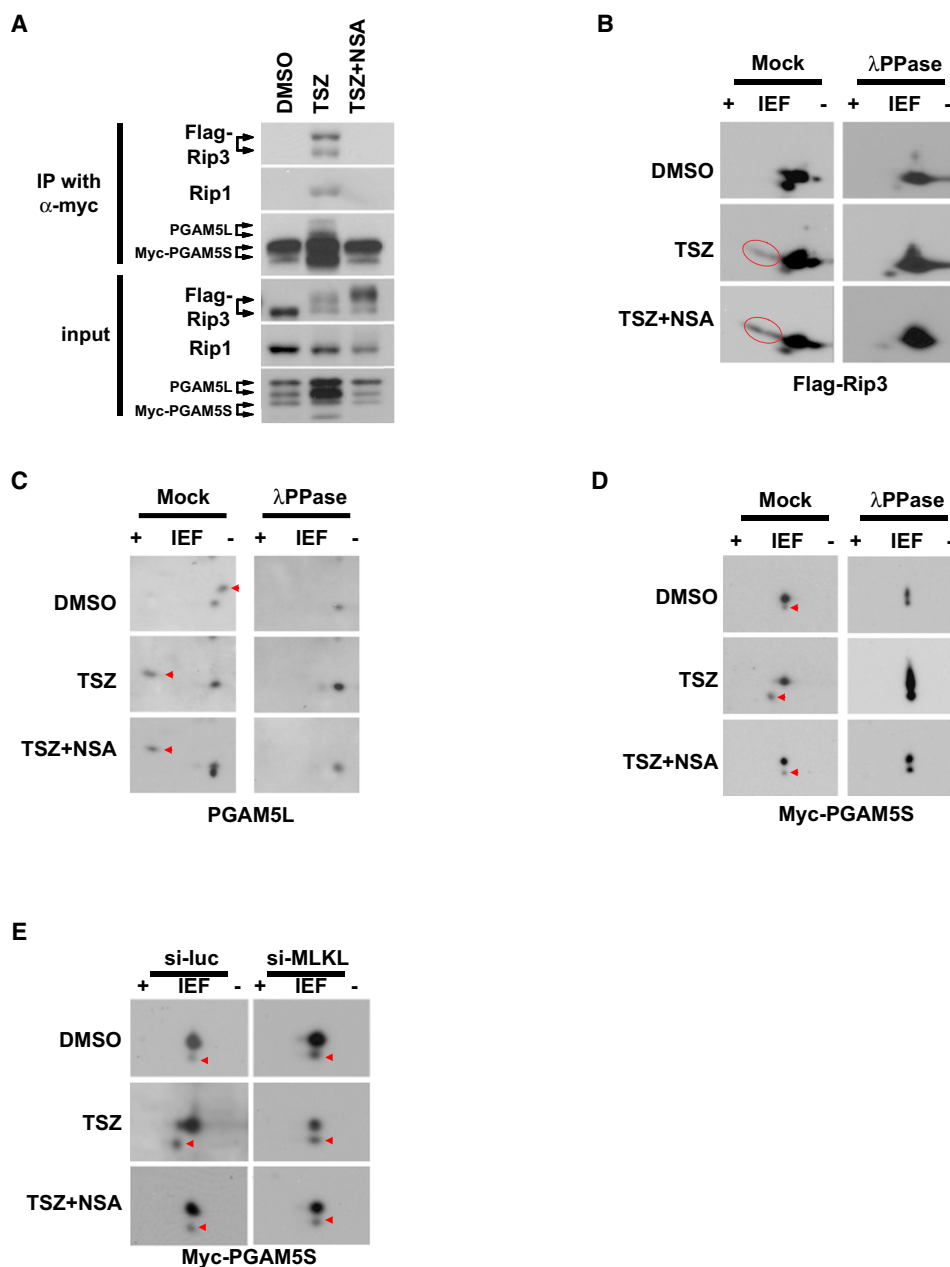 A
DMSO
TSZ
TSZ+NSA
IP with
α-myc
Flag-
Rip3
Rip1
PGAM5L
Myc-PGAM5S
input
Flag-
Rip3
Rip1
PGAM5L
Myc-PGAM5S
B
Mock λPPase
+ IEF - + IEF -
DMSO
TSZ
TSZ+NSA
Flag-Rip3
C
Mock λPPase
+ IEF - + IEF -
DMSO
TSZ
TSZ+NSA
PGAM5L
D
Mock λPPase
+ IEF - + IEF -
DMSO
TSZ
TSZ+NSA
Myc-PGAM5S
E
si-luc si-MLKL
+ IEF - + IEF -
DMSO
TSZ
TSZ+NSA
Myc-PGAM5S